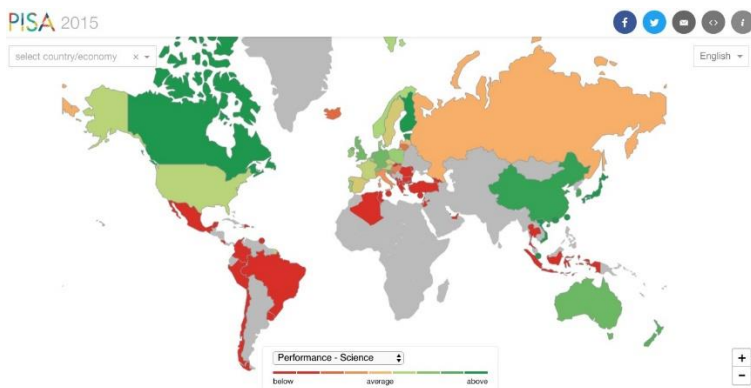 PISA 2015
select country/economy
English
Performance - Science
below average above